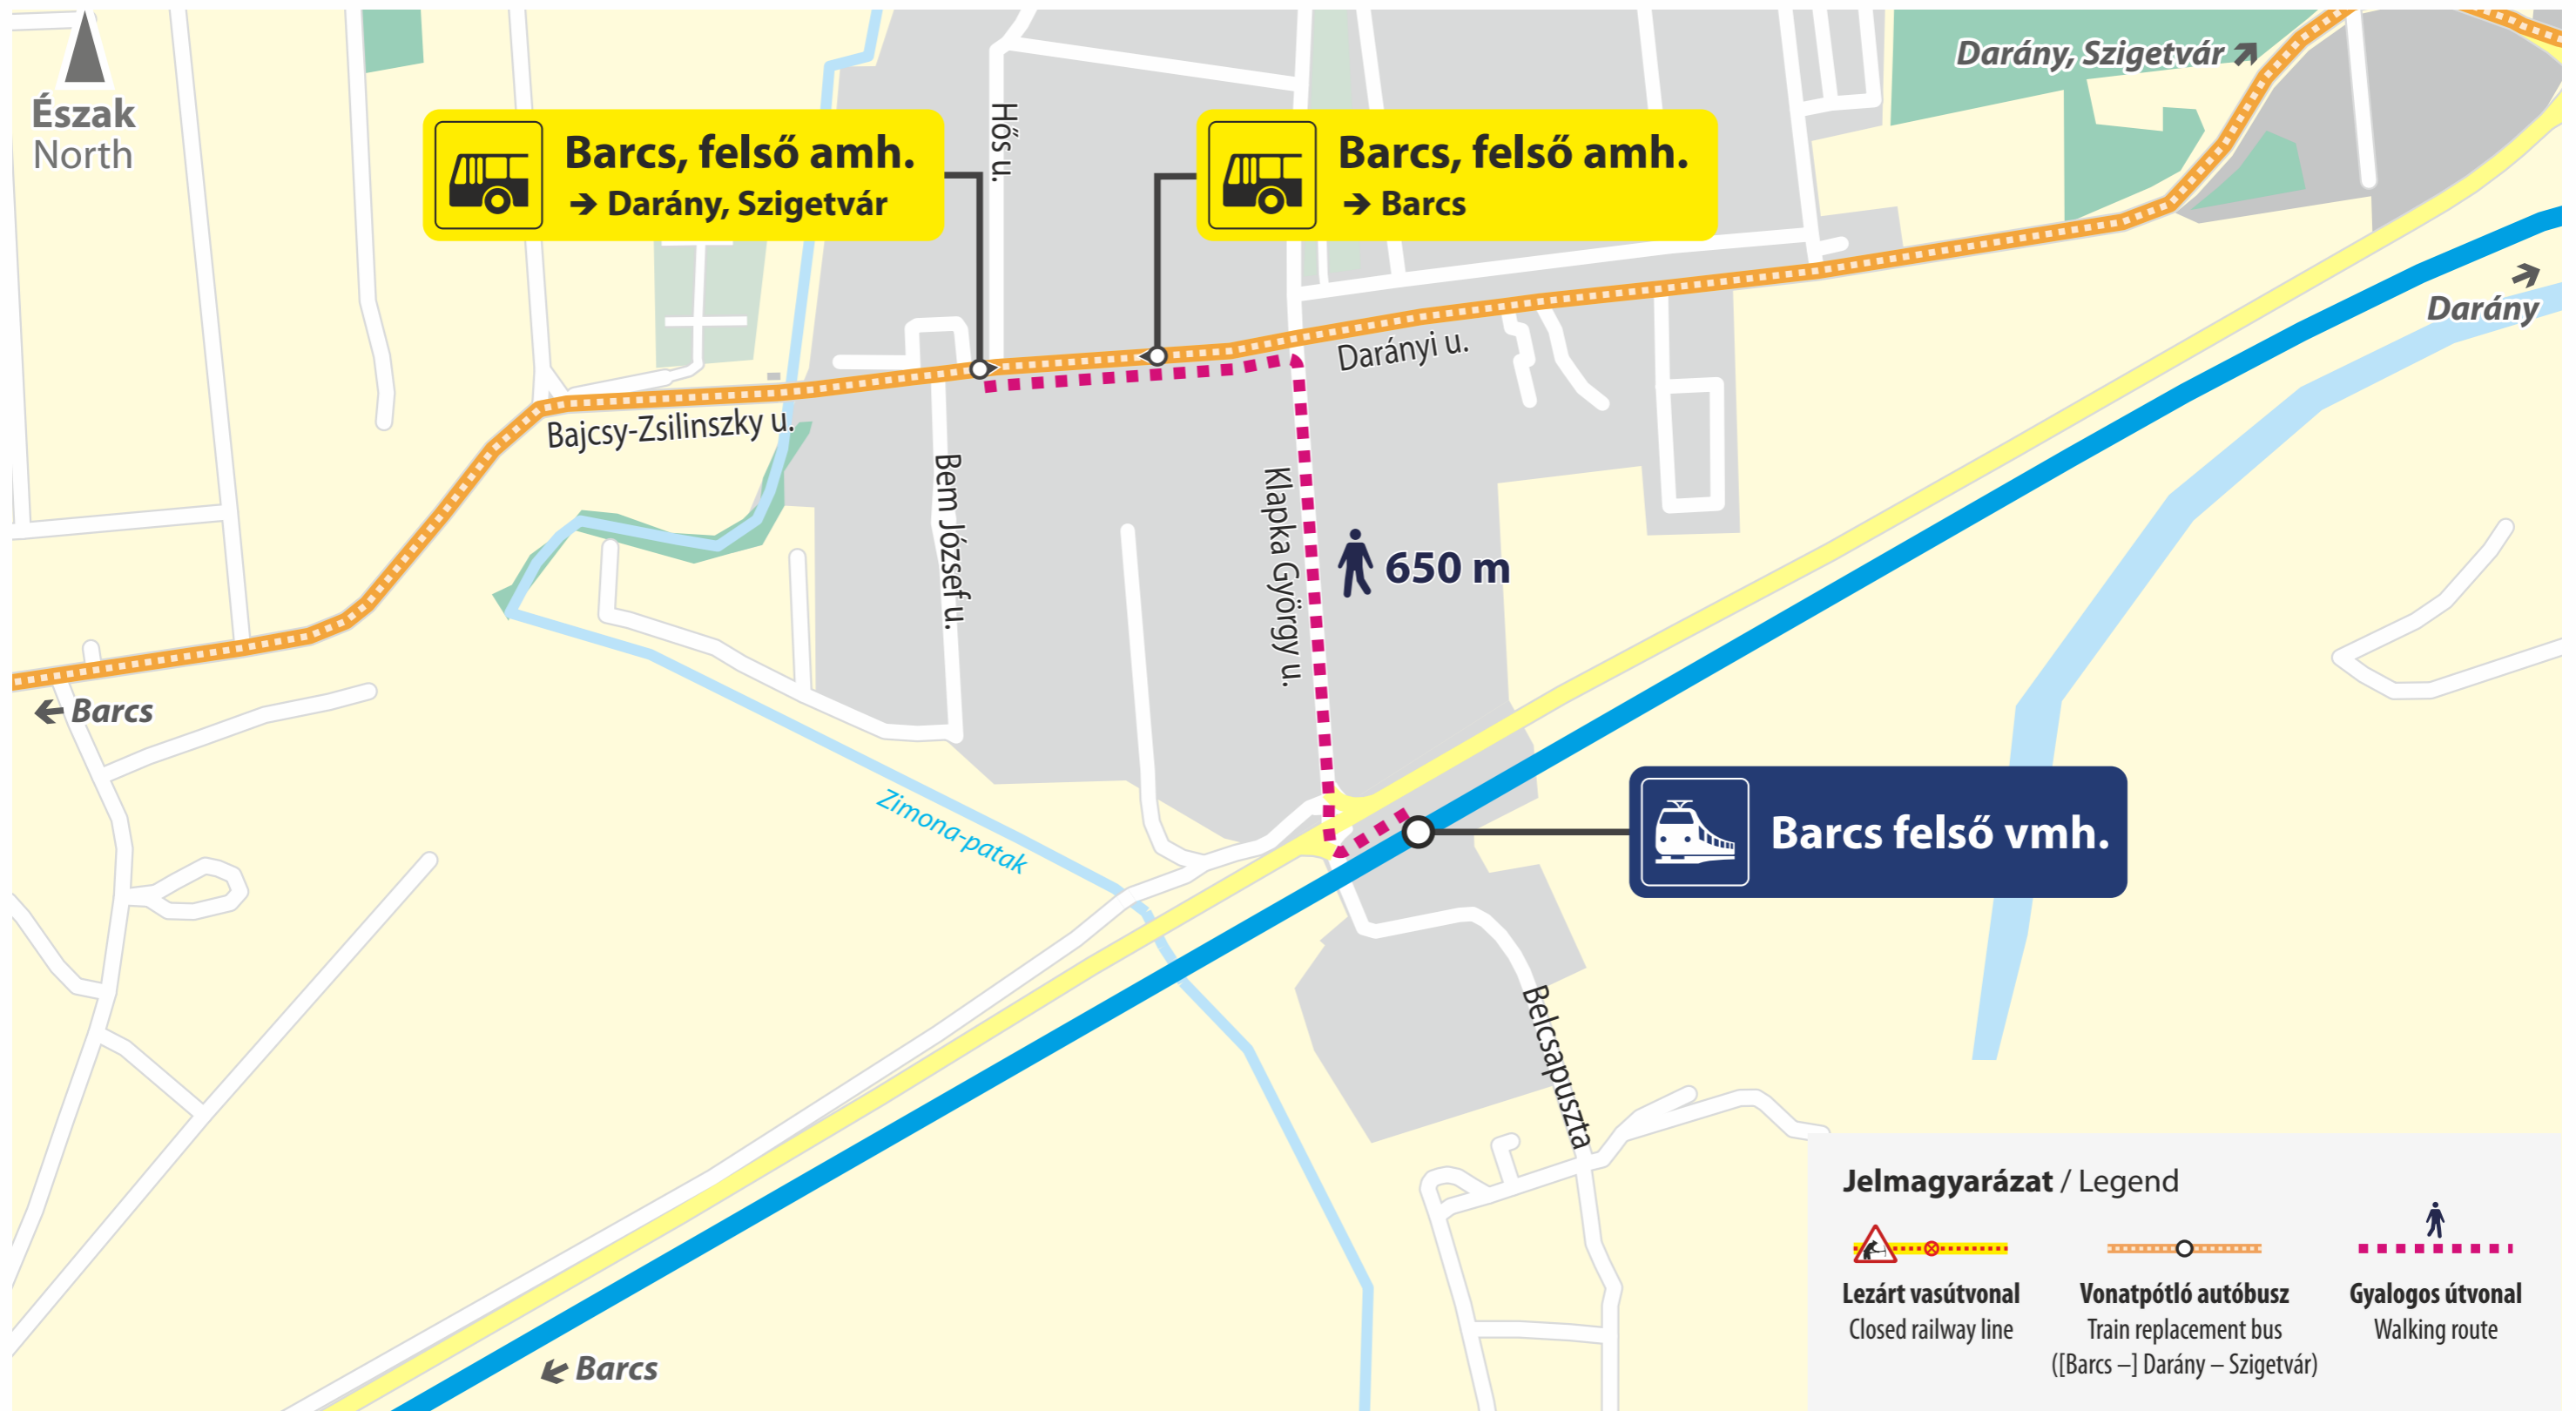 Észak
North
Darány, Szigetvár
Hős u.
Barcs, felső amh.
→ Darány, Szigetvár
Barcs, felső amh.
→ Barcs
Darány
Darányi u.
Bajcsy-Zsilinszky u.
Bem József u.
Klapka György u.
650 m
← Barcs
Zimona-patak
Barcs felső vmh.
Belcsapuszta
Barcs
Jelmagyarázat / Legend
Lezárt vasútvonal
Closed railway line
Vonatpótló autóbusz
Train replacement bus
([Barcs –] Darány – Szigetvár)
Gyalogos útvonal
Walking route